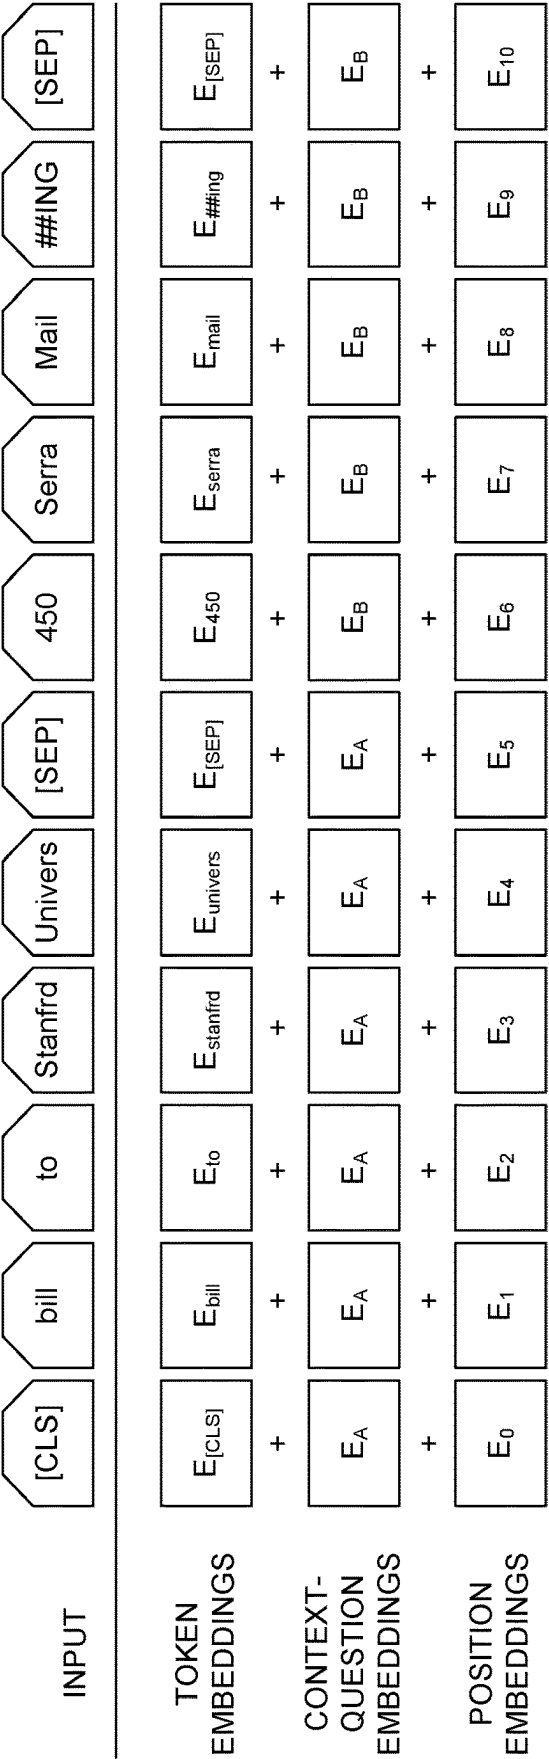 INPUT [CLS] bill to Stanfrd Univers [SEP] 450 Serra Mail ##ING [SEP]
TOKEN EMBEDDINGS E[CLS] Ebill Eto Estanfrd Eunivers E[SEP] E450 Eserra Email E##ing E[SEP]
+ + + + + + + + + + +
CONTEXT-QUESTION EMBEDDINGS EA EA EA EA EA EA EB EB EB EB EB
+ + + + + + + + + + +
POSITION EMBEDDINGS E0 E1 E2 E3 E4 E5 E6 E7 E8 E9 E10